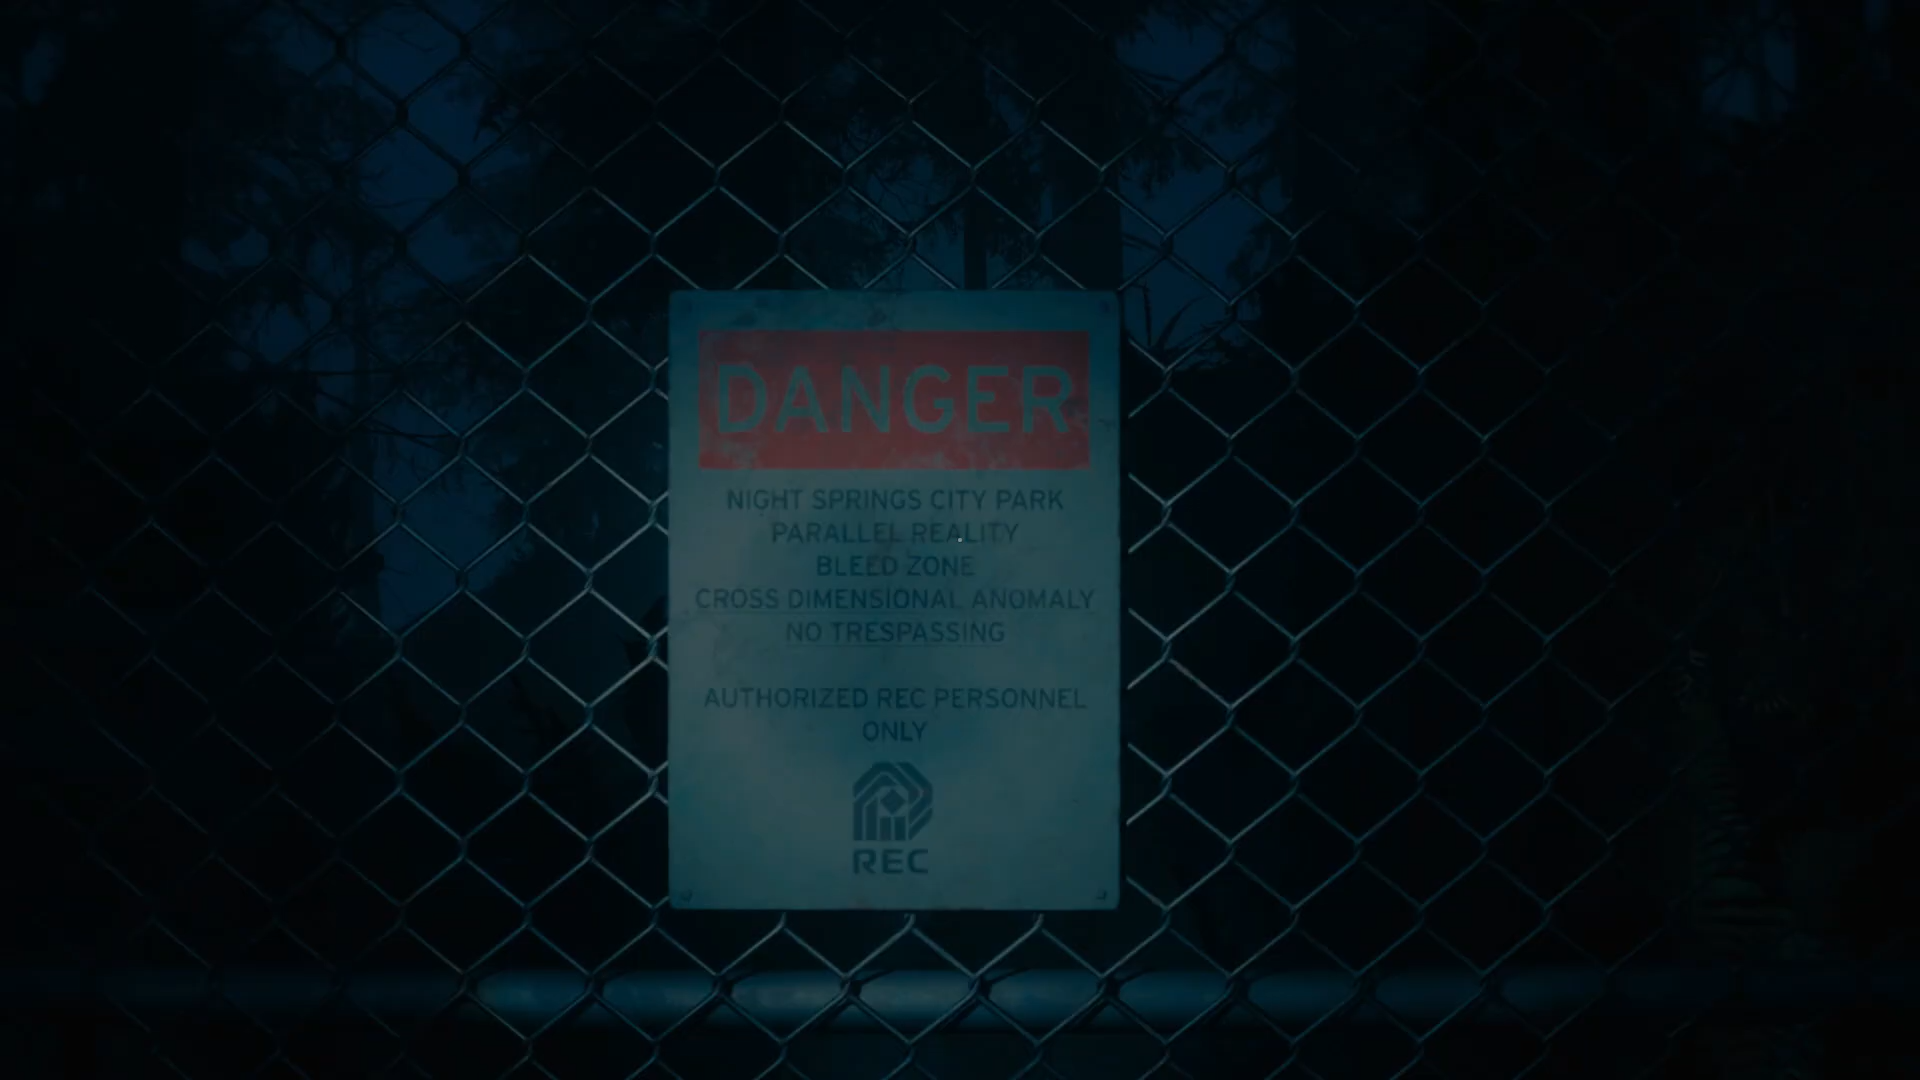 DANGER
NIGHT SPRINGS CITY PARK
PARALLEL REALITY
BLEED ZONE
CROSS DIMENSIONAL ANOMALY
NO TRESPASSING
AUTHORIZED REC PERSONNEL
ONLY
REC